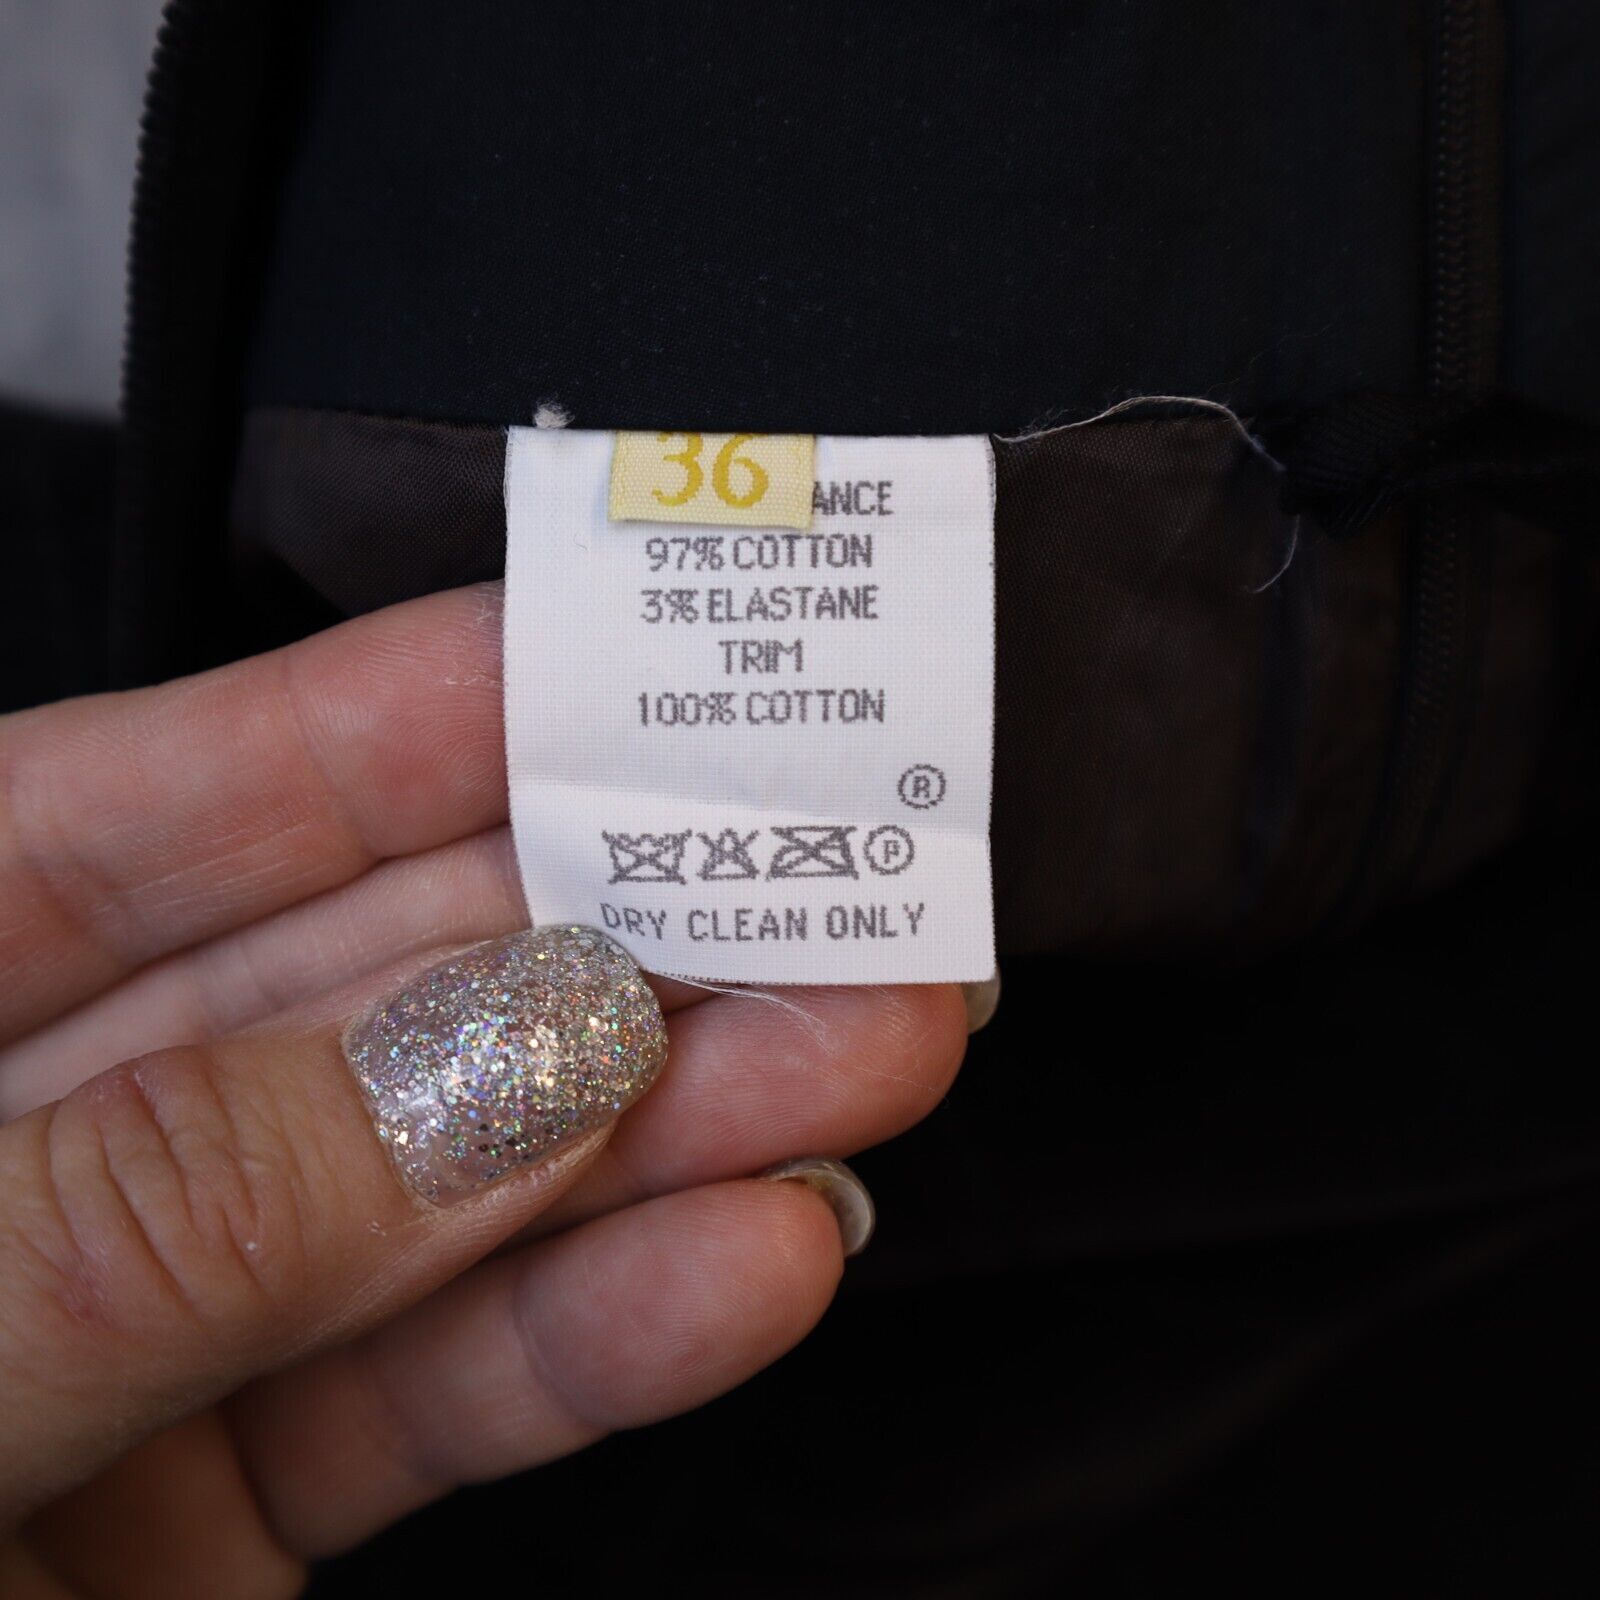 36
ANCE
97% COTTON
3% ELASTANE
TRIM
100% COTTON
®
P
DRY CLEAN ONLY